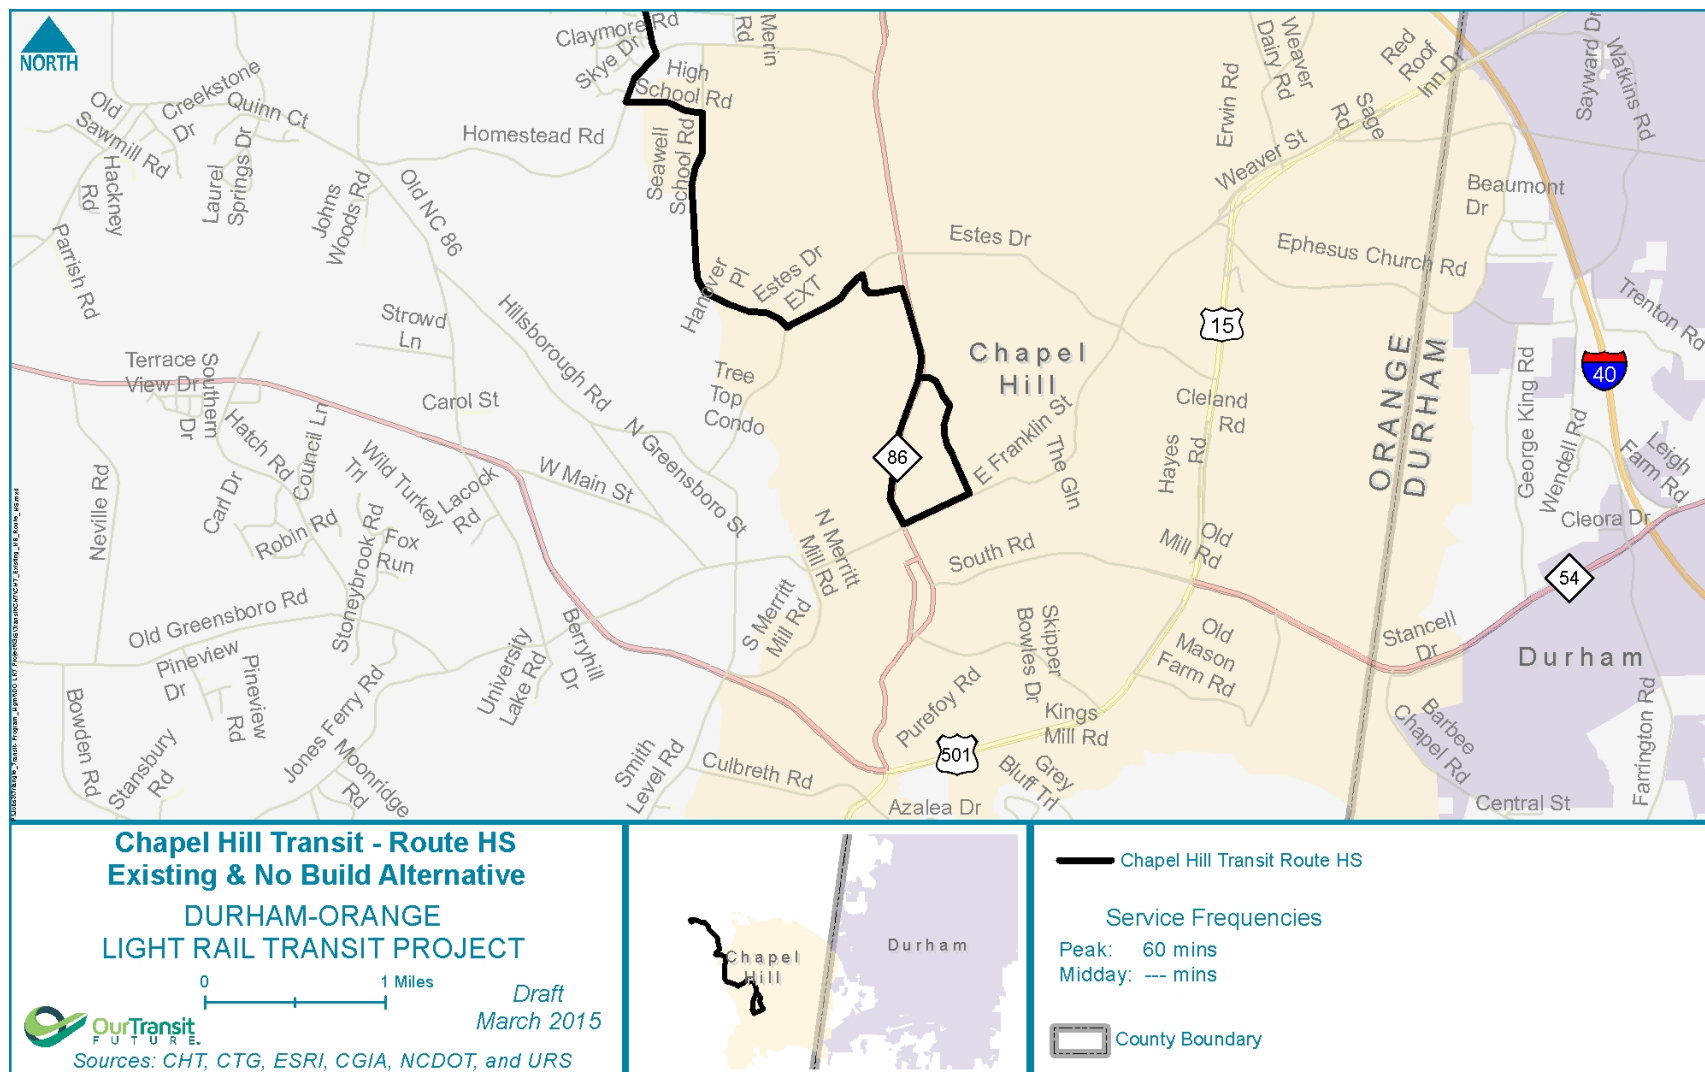 NORTH
Claymore Rd
Skye Dr
High
School Rd
Merin
Rd
Weaver
Dairy Rd
Erwin Rd
Red
Roof
Inn Dr
Sage
Rd
Sayward Dr
Watkins Rd
Old
Sawmill Rd
Creekstone
Dr
Quinn Ct
Laurel
Springs Dr
Hackney
Rd
Johns
Woods Rd
Homestead Rd
Seawell
School Rd
Old NC 86
Weaver St
Beaumont
Dr
Parrish Rd
Hanover
Pl
Estes Dr
EXT
Estes Dr
Ephesus Church Rd
Trenton Rd
Strowd
Ln
Hillsborough Rd
15
40
Chapel
Hill
ORANGE
DURHAM
George King Rd
Terrace
View Dr
Southern
Dr
Hatch Rd
Council Ln
Carol St
Tree
Top
Condo
Cleland
Rd
Hayes
Rd
Wendell Rd
Leigh
Farm Rd
Neville Rd
Carl Dr
Wild Turkey
Trl
Lacock
Rd
W Main St
N Greensboro St
86
E Franklin St
The Gln
Cleora Dr
Robin Rd
Stoneybrook Rd
Fox
Run
N Merritt
Mill Rd
South Rd
Old
Mill Rd
54
Old Greensboro Rd
Pineview
Dr
Pineview
Rd
Berryhill
Dr
University
Lake Rd
S Merritt
Mill Rd
Skipper
Bowles Dr
Old
Mason
Farm Rd
Stancell
Dr
Durham
Bowden Rd
Stansbury
Rd
Jones Ferry Rd
Moonridge
Rd
Smith
Level Rd
Culbreth Rd
Purefoy Rd
501
Kings
Mill Rd
Grey
Bluff Trl
Azalea Dr
Barbee
Chapel Rd
Central St
Farrington Rd
Chapel Hill Transit - Route HS
Existing & No Build Alternative
DURHAM-ORANGE
LIGHT RAIL TRANSIT PROJECT
0 1 Miles
Draft
March 2015
OurTransit
FUTURE
Sources: CHT, CTG, ESRI, CGIA, NCDOT, and URS
Chapel
Hill
Durham
Chapel Hill Transit Route HS
Service Frequencies
Peak: 60 mins
Midday: --- mins
County Boundary